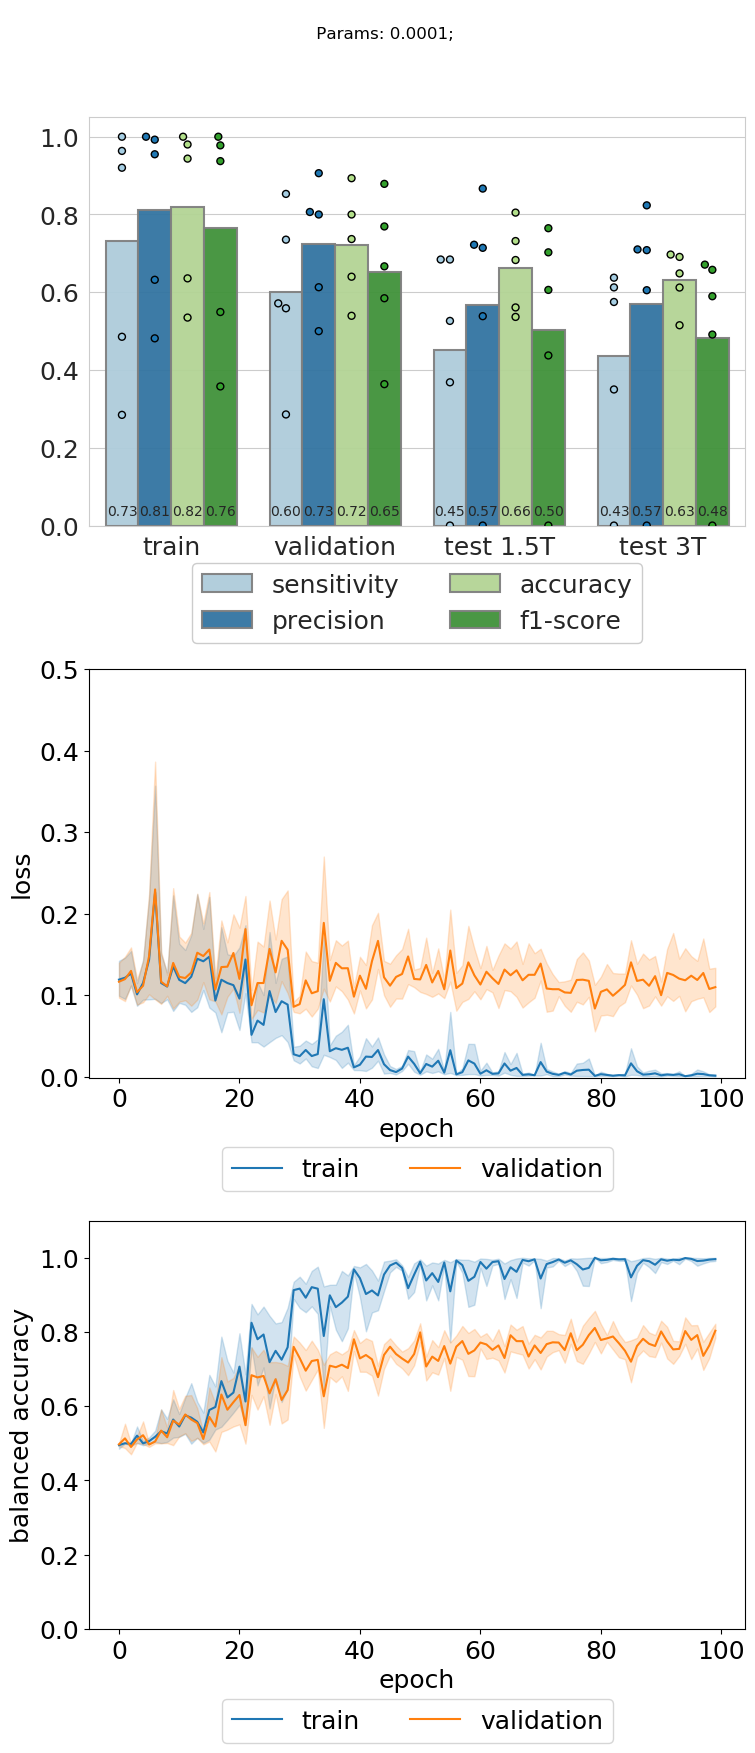 Params: 0.0001;
1.0
0.8
0.6
0.4
0.2
0.0
0.73 0.81 0.82 0.76 0.60 0.73 0.72 0.65 0.45 0.57 0.66 0.50 0.43 0.57 0.63 0.48
train validation test 1.5T test 3T
sensitivity accuracy
precision f1-score
0.5
0.4
0.3
0.2
0.1
0.0
loss
0 20 40 60 80 100
epoch
train validation
1.0
0.8
0.6
0.4
0.2
0.0
balanced accuracy
0 20 40 60 80 100
epoch
train validation